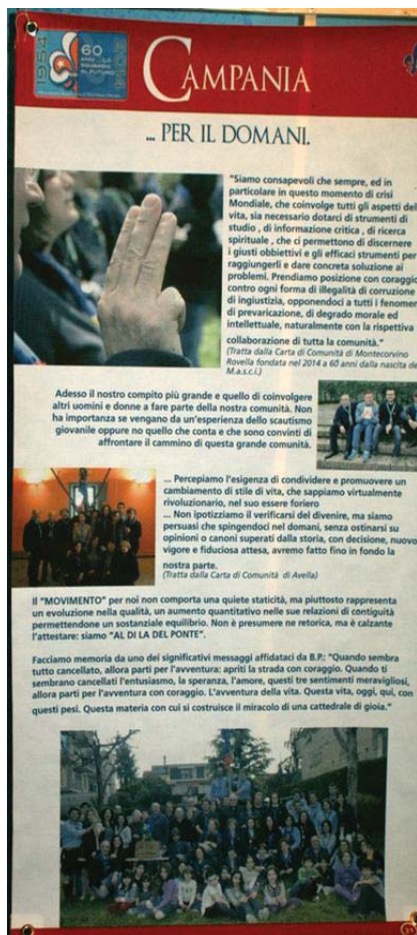 1954
60
ANNI ...LO
SGUARDO
AL FUTURO
2014
CAMPANIA
... PER IL DOMANI.
"Siamo consapevoli che sempre, ed in
particolare in questo momento di crisi
Mondiale, che coinvolge tutti gli aspetti del
vita, sia necessario dotarci di strumenti di
studio , di informazione critica , di ricerca
spirituale , che ci permettono di discernere
i giusti obbiettivi e gli efficaci strumenti per
raggiungerli e dare concreta soluzione ai
problemi. Prendiamo posizione con coraggio
contro ogni forma di illegalità di corruzione
di ingiustizia, opponendoci a tutti i fenomen
di prevaricazione, di degrado morale ed
intellettuale, naturalmente con la rispettiva
collaborazione di tutta la comunità."
(Tratta dalla Carta di Comunità di Montecorvino
Rovella fondata nel 2014 a 60 anni dalla nascita de
M.a.s.c.i.)
Adesso il nostro compito più grande e quello di coinvolgere
altri uomini e donne a fare parte della nostra comunità. Non
ha importanza se vengano da un'esperienza dello scautismo
giovanile oppure no quello che conta e che sono convinti di
affrontare il cammino di questa grande comunità.
... Percepiamo l'esigenza di condividere e promuovere un
cambiamento di stile di vita, che sappiamo virtualmente
rivoluzionario, nel suo essere foriero
... Non ipotizziamo il verificarsi del divenire, ma siamo
persuasi che spingendoci nel domani, senza ostinarsi su
opinioni o canoni superati dalla storia, con decisione, nuovo
vigore e fiduciosa attesa, avremo fatto fino in fondo la
nostra parte.
(Tratta dalla Carta di Comunità di Avella)
Il "MOVIMENTO" per noi non comporta una quiete staticità, ma piuttosto rappresenta
un evoluzione nella qualità, un aumento quantitativo nelle sue relazioni di contiguità
permettendone un sostanziale equilibrio. Non è presumere ne retorica, ma è calzante
l'attestare: siamo "AL DI LA DEL PONTE".
Facciamo memoria da uno dei significativi messaggi affidataci da B.P.: "Quando sembra
tutto cancellato, allora parti per l'avventura: apriti la strada con coraggio. Quando ti
sembrano cancellati l'entusiasmo, la speranza, l'amore, questi tre sentimenti meravigliosi,
allora parti per l'avventura con coraggio. L'avventura della vita. Questa vita, oggi, qui, con
questi pesi. Questa materia con cui si costruisce il miracolo di una cattedrale di gioia."